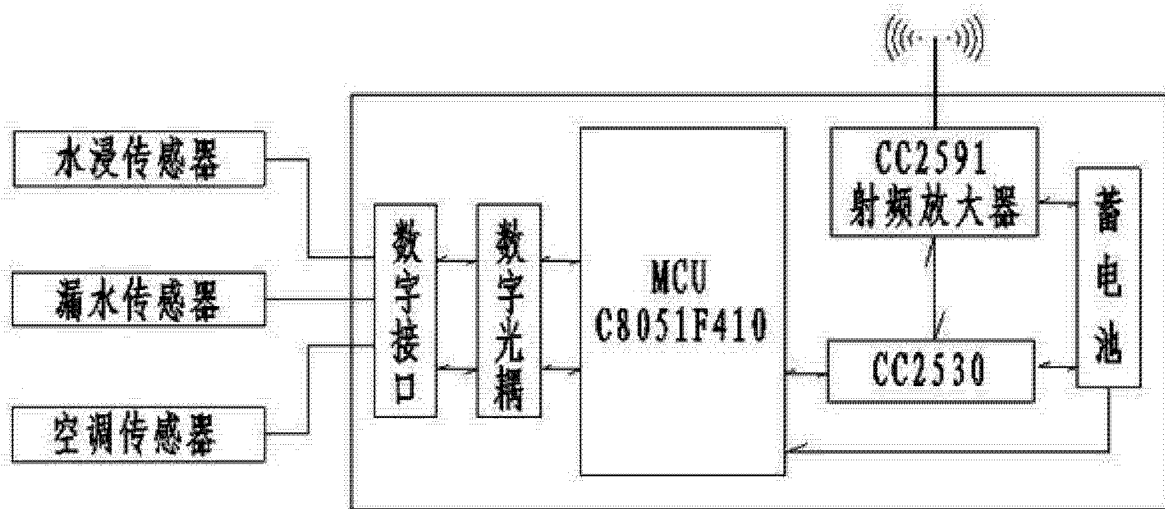 水浸传感器
漏水传感器
空调传感器
数字接口
数字光耦
MCU
C8051F410
CC2591
射频放大器
CC2530
蓄电池